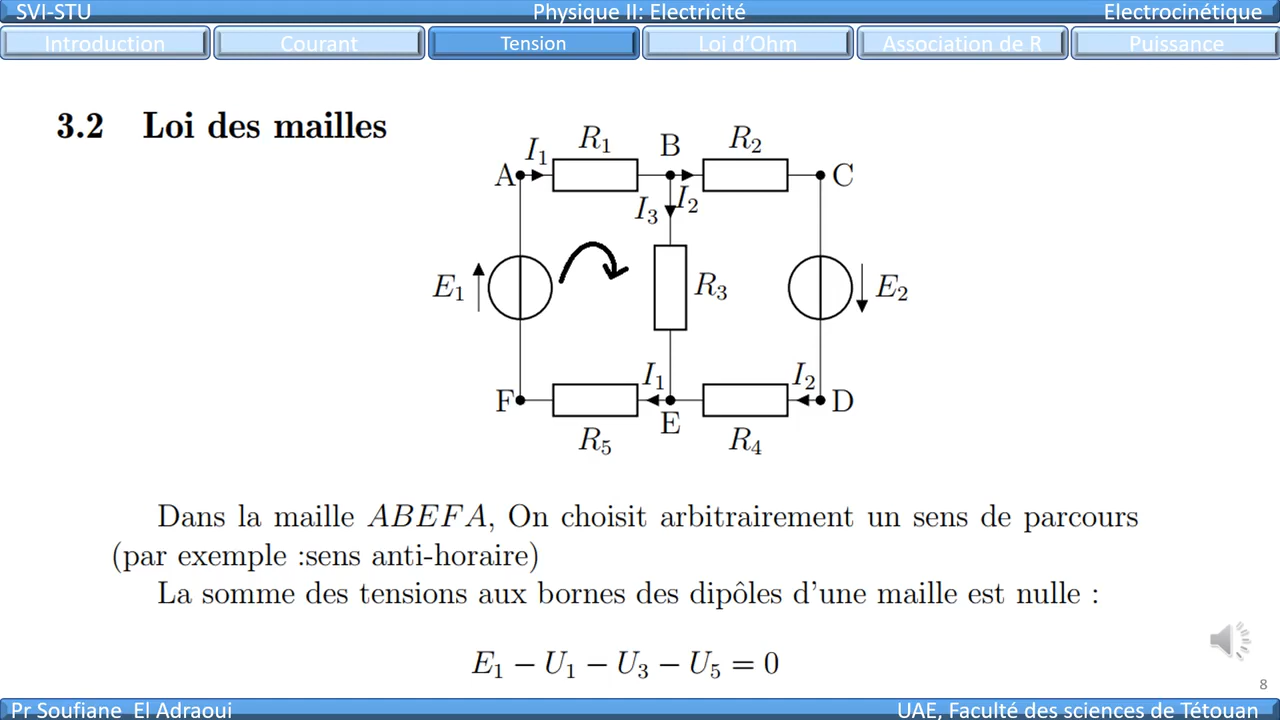 SVI-STU
Physique II: Electricité
Electrocinétique
Introduction
Courant
Tension
Loi d'Ohm
Association de R
Puissance
3.2 Loi des mailles
I₁
R₁
B
R₂
A
C
I₃
I₂
E₁
R₃
E₂
I₁
I₂
F
D
E
R₅
R₄
Dans la maille ABEFA, On choisit arbitrairement un sens de parcours
(par exemple :sens anti-horaire)
La somme des tensions aux bornes des dipôles d'une maille est nulle :
E₁ − U₁ − U₃ − U₅ = 0
8
Pr Soufiane El Adraoui
UAE, Faculté des sciences de Tétouan